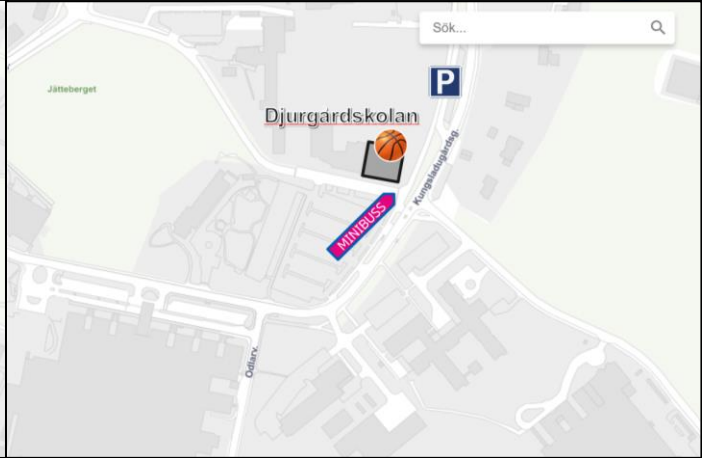 Sök...
P
Jätteberget
Djurgårdskolan
Kungsladugårdsg.
MINIBUSS
Odlarv.